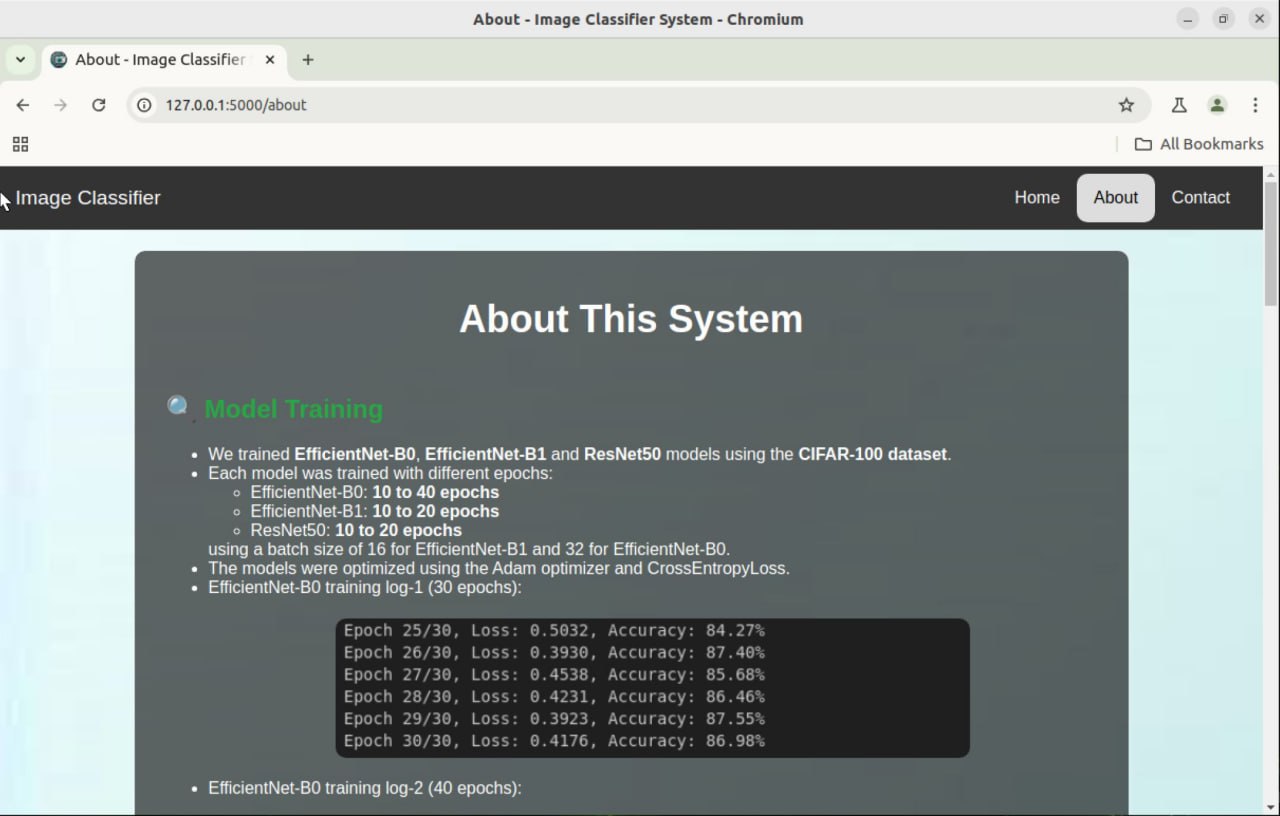 About - Image Classifier System - Chromium
About - Image Classifier
127.0.0.1:5000/about
All Bookmarks
Image Classifier
Home
About
Contact
About This System
Model Training
We trained EfficientNet-B0, EfficientNet-B1 and ResNet50 models using the CIFAR-100 dataset.
Each model was trained with different epochs:
EfficientNet-B0: 10 to 40 epochs
EfficientNet-B1: 10 to 20 epochs
ResNet50: 10 to 20 epochs
using a batch size of 16 for EfficientNet-B1 and 32 for EfficientNet-B0.
The models were optimized using the Adam optimizer and CrossEntropyLoss.
EfficientNet-B0 training log-1 (30 epochs):
Epoch 25/30, Loss: 0.5032, Accuracy: 84.27%
Epoch 26/30, Loss: 0.3930, Accuracy: 87.40%
Epoch 27/30, Loss: 0.4538, Accuracy: 85.68%
Epoch 28/30, Loss: 0.4231, Accuracy: 86.46%
Epoch 29/30, Loss: 0.3923, Accuracy: 87.55%
Epoch 30/30, Loss: 0.4176, Accuracy: 86.98%
EfficientNet-B0 training log-2 (40 epochs):